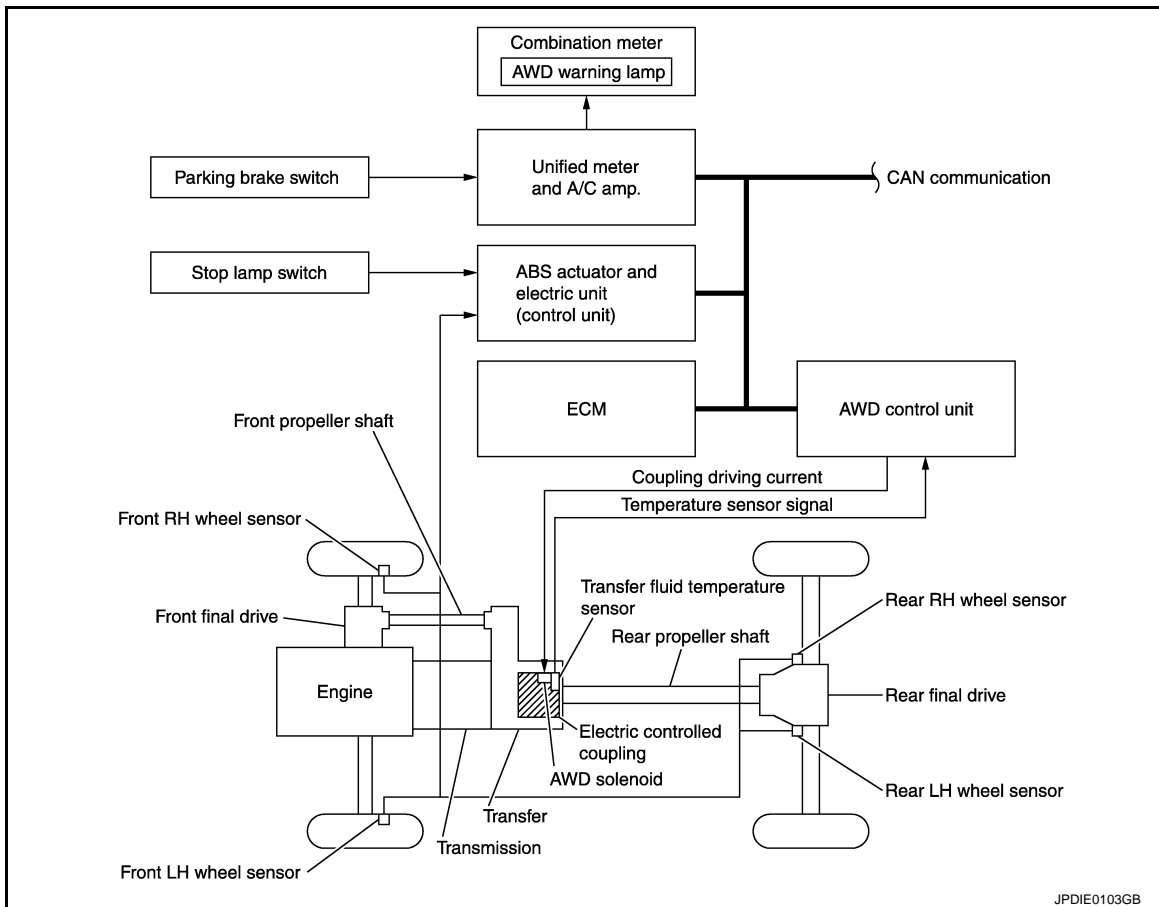 Combination meter
AWD warning lamp
Parking brake switch
Unified meter
and A/C amp.
CAN communication
Stop lamp switch
ABS actuator and
electric unit
(control unit)
ECM
AWD control unit
Front propeller shaft
Coupling driving current
Temperature sensor signal
Front RH wheel sensor
Transfer fluid temperature
sensor
Rear RH wheel sensor
Front final drive
Rear propeller shaft
Engine
Rear final drive
Electric controlled
coupling
AWD solenoid
Rear LH wheel sensor
Transfer
Transmission
Front LH wheel sensor
JPDIE0103GB